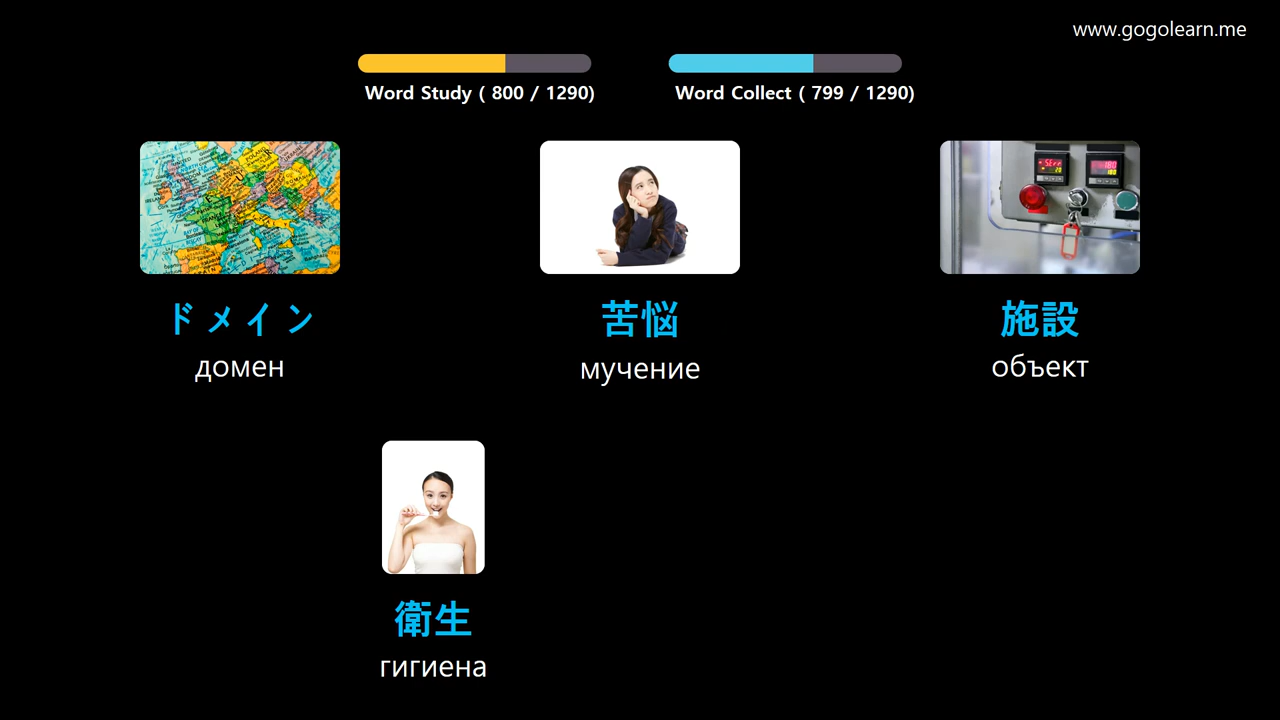 www.gogolearn.me
Word Study ( 800 / 1290)
Word Collect ( 799 / 1290)
ドメイン
домен
苦悩
мучение
施設
объект
衛生
гигиена